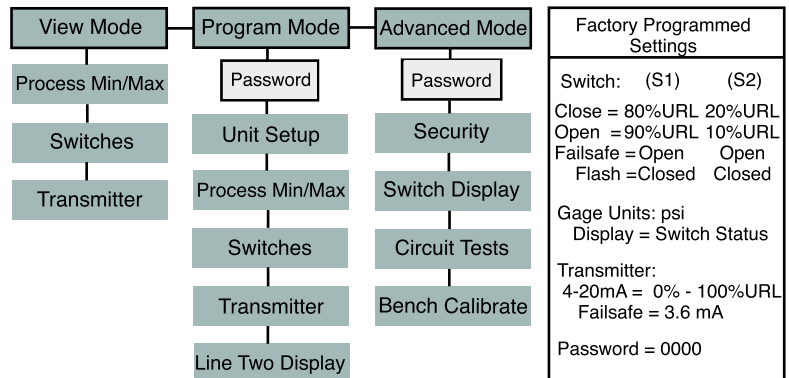 View Mode
Process Min/Max
Switches
Transmitter
Program Mode
Password
Unit Setup
Process Min/Max
Switches
Transmitter
Line Two Display
Advanced Mode
Password
Security
Switch Display
Circuit Tests
Bench Calibrate
Factory Programmed
Settings
Switch: (S1) (S2)
Close = 80%URL 20%URL
Open = 90%URL 10%URL
Failsafe = Open Open
Flash = Closed Closed
Gage Units: psi
Display = Switch Status
Transmitter:
4-20mA = 0% - 100%URL
Failsafe = 3.6 mA
Password = 0000